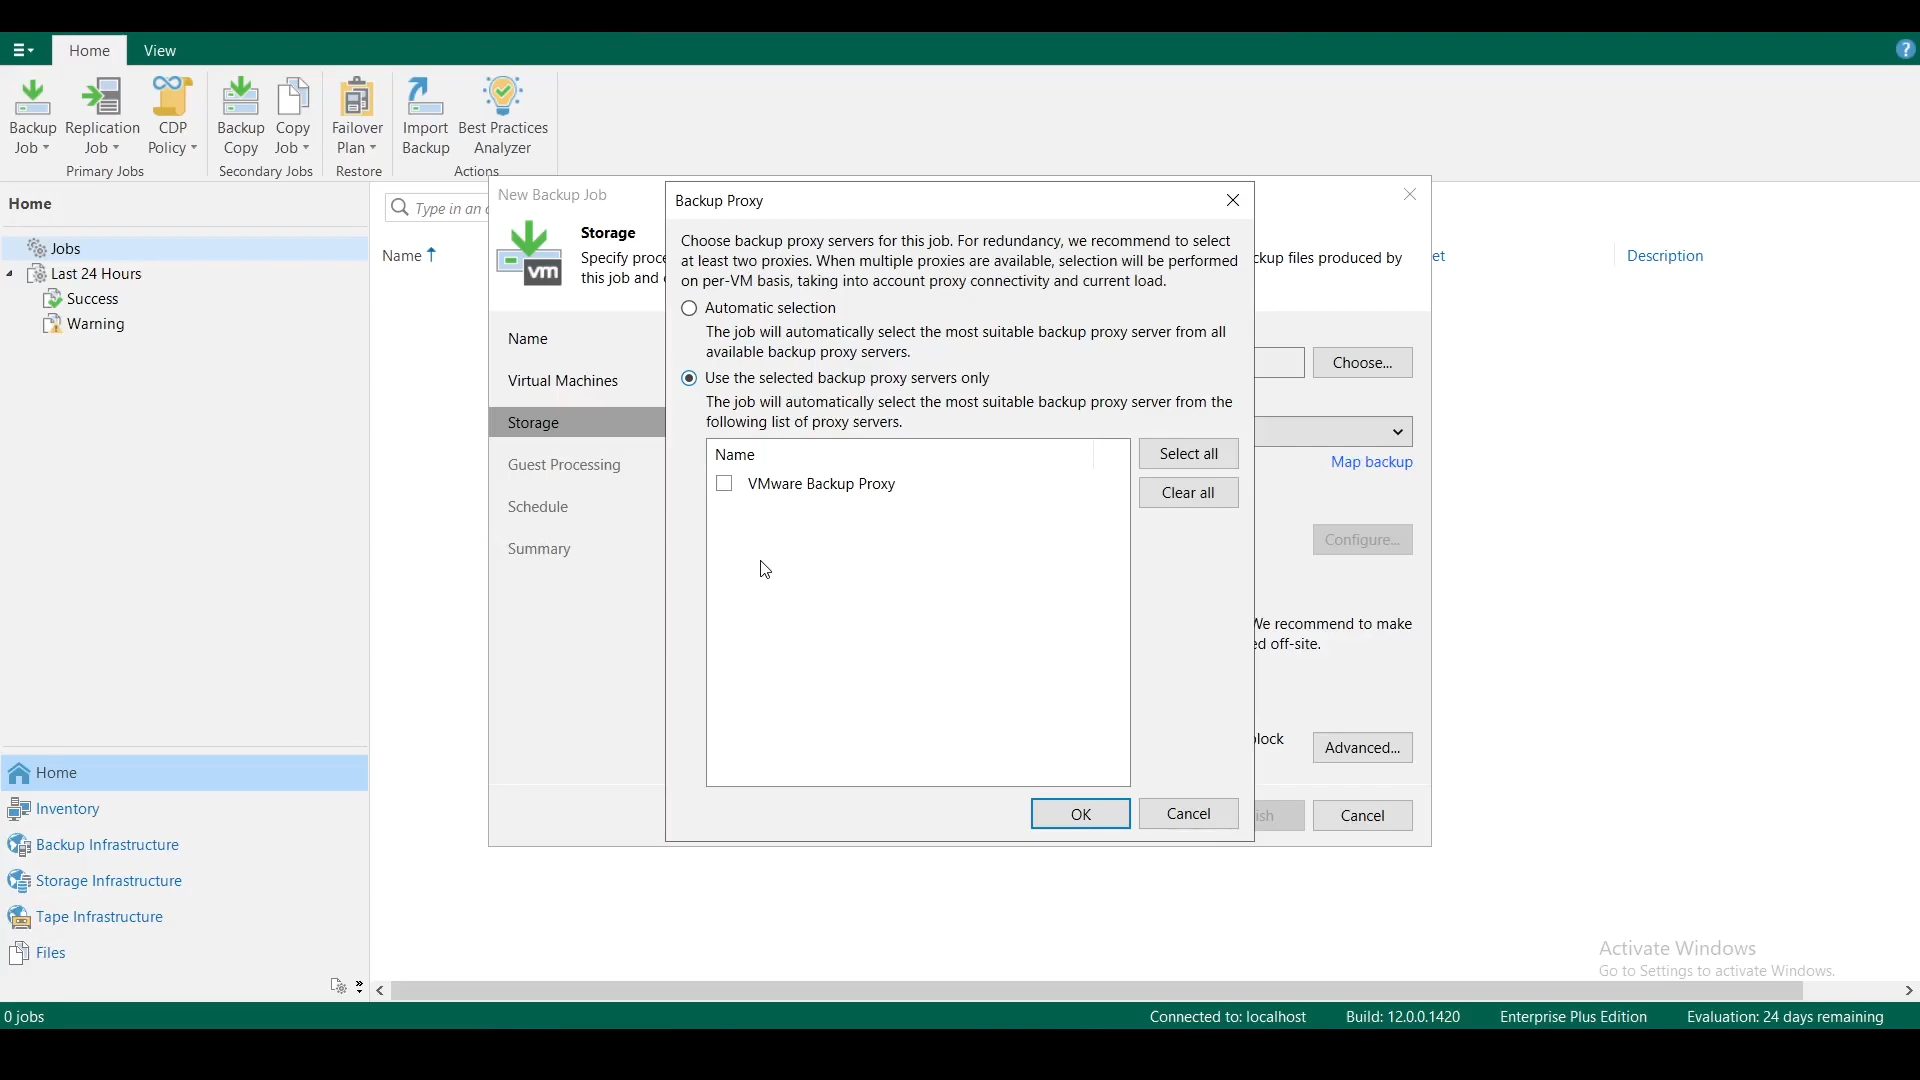 Home
View
?
Backup
Job
Replication
Job
CDP
Policy
Backup
Copy
Copy
Job
Failover
Plan
Import
Backup
Best Practices
Analyzer
Primary Jobs
Secondary Jobs
Restore
Actions
Home
Jobs
Last 24 Hours
Success
Warning
Type in an
Name
et
Description
New Backup Job
vm
Storage
Specify proce
this job and
ckup files produced by
Name
Virtual Machines
Storage
Guest Processing
Schedule
Summary
Choose...
Map backup
Configure...
We recommend to make
ed off-site.
lock
Advanced...
ish
Cancel
Backup Proxy
Choose backup proxy servers for this job. For redundancy, we recommend to select
at least two proxies. When multiple proxies are available, selection will be performed
on per-VM basis, taking into account proxy connectivity and current load.
Automatic selection
The job will automatically select the most suitable backup proxy server from all
available backup proxy servers.
Use the selected backup proxy servers only
The job will automatically select the most suitable backup proxy server from the
following list of proxy servers.
Name
VMware Backup Proxy
Select all
Clear all
OK
Cancel
Home
Inventory
Backup Infrastructure
Storage Infrastructure
Tape Infrastructure
Files
Activate Windows
Go to Settings to activate Windows.
0 jobs
Connected to: localhost
Build: 12.0.0.1420
Enterprise Plus Edition
Evaluation: 24 days remaining